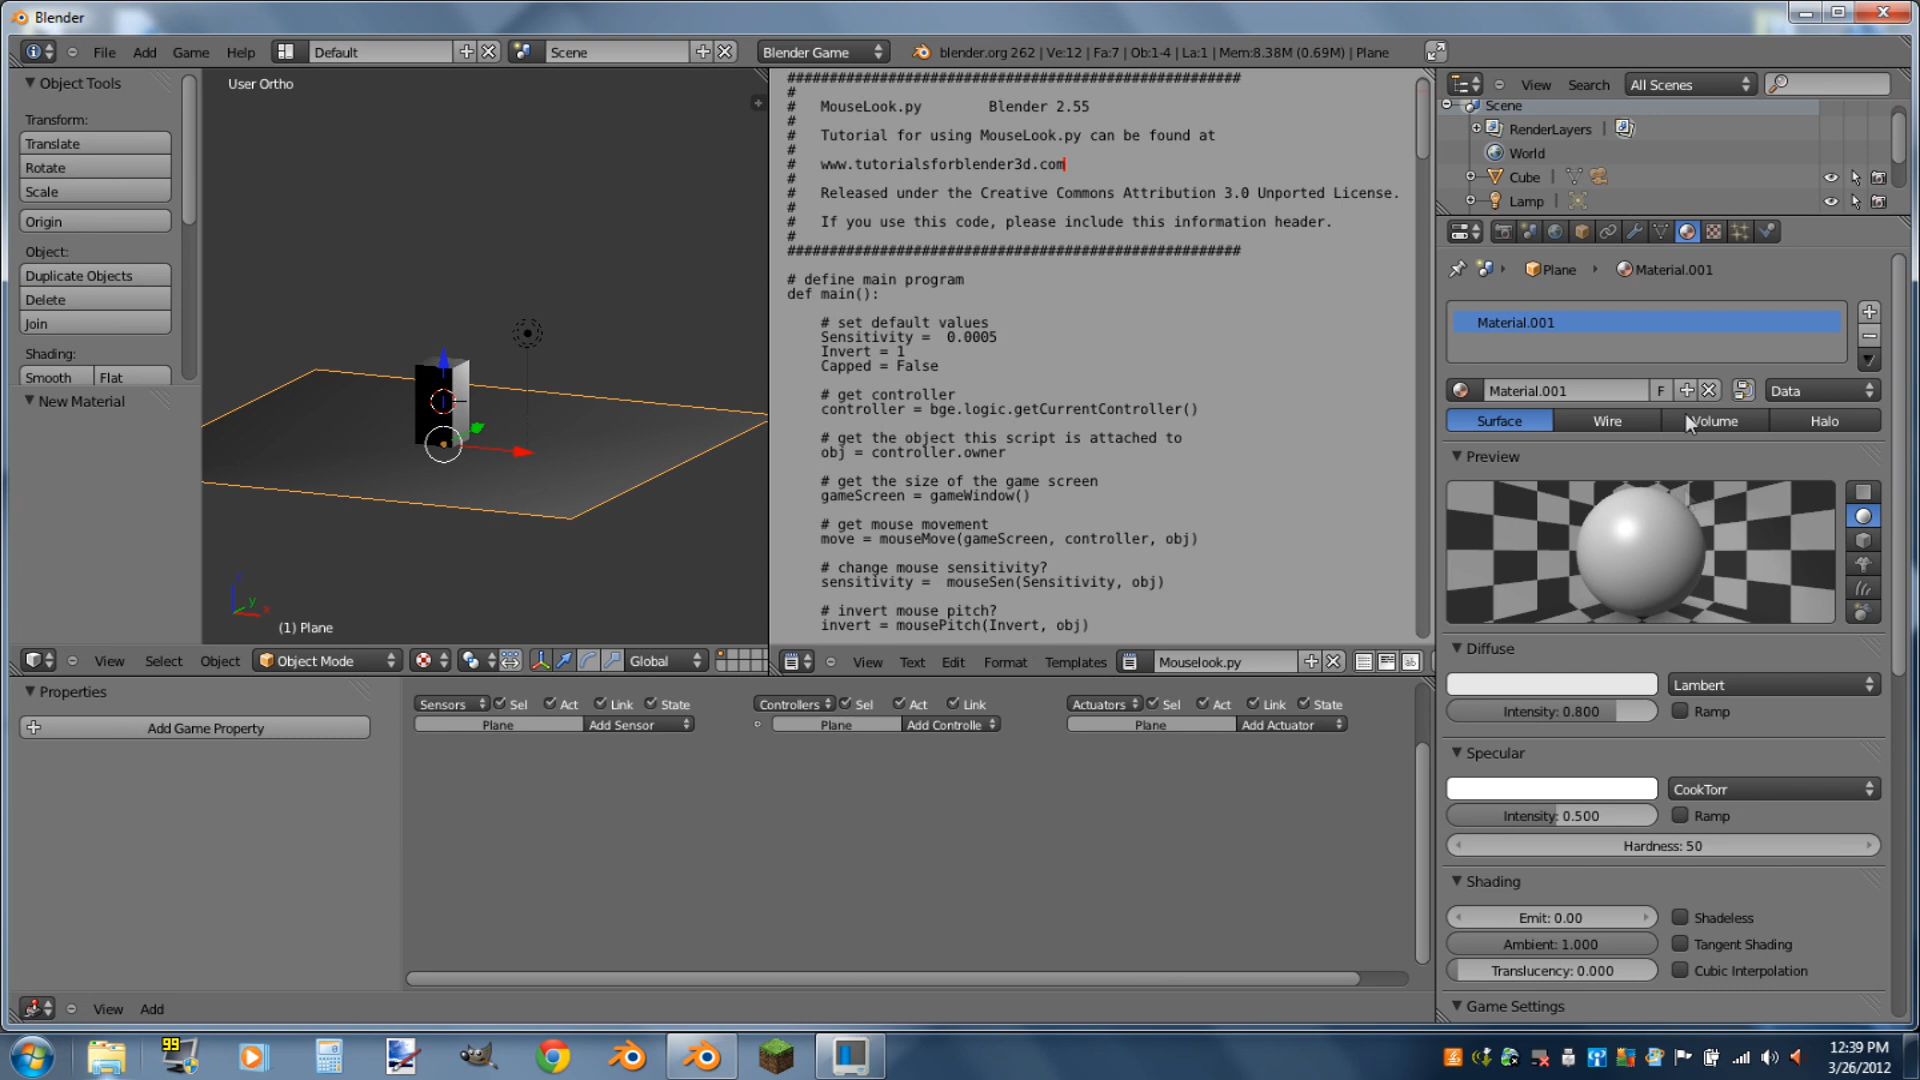 Blender
File Add Game Help Default Scene Blender Game blender.org 262 | Ve:12 | Fa:7 | Ob:1-4 | La:1 | Mem:8.38M (0.69M) | Plane
Object Tools
Transform:
Translate
Rotate
Scale
Origin
Object:
Duplicate Objects
Delete
Join
Shading:
Smooth Flat
New Material
User Ortho
z
y
x
(1) Plane
View Select Object Object Mode Global
##################################################
#
# MouseLook.py Blender 2.55
#
# Tutorial for using MouseLook.py can be found at
#
# www.tutorialsforblender3d.com
#
# Released under the Creative Commons Attribution 3.0 Unported License.
#
# If you use this code, please include this information header.
#
##################################################
# define main program
def main():
# set default values
Sensitivity = 0.0005
Invert = 1
Capped = False
# get controller
controller = bge.logic.getCurrentController()
# get the object this script is attached to
obj = controller.owner
# get the size of the game screen
gameScreen = gameWindow()
# get mouse movement
move = mouseMove(gameScreen, controller, obj)
# change mouse sensitivity?
sensitivity = mouseSen(Sensitivity, obj)
# invert mouse pitch?
invert = mousePitch(Invert, obj)
View Text Edit Format Templates Mouselook.py
View Search All Scenes
Scene
RenderLayers |
World
Cube
Lamp
Plane Material.001
Material.001
Material.001 F Data
Surface Wire Volume Halo
Preview
Diffuse
Lambert
Intensity: 0.800 Ramp
Specular
CookTorr
Intensity: 0.500 Ramp
Hardness: 50
Shading
Emit: 0.00 Shadeless
Ambient: 1.000 Tangent Shading
Translucency: 0.000 Cubic Interpolation
Game Settings
Properties
Add Game Property
Sensors Sel Act Link State Controllers Sel Act Link Actuators Sel Act Link State
Plane Add Sensor Plane Add Controlle Plane Add Actuator
View Add
99
12:39 PM
3/26/2012